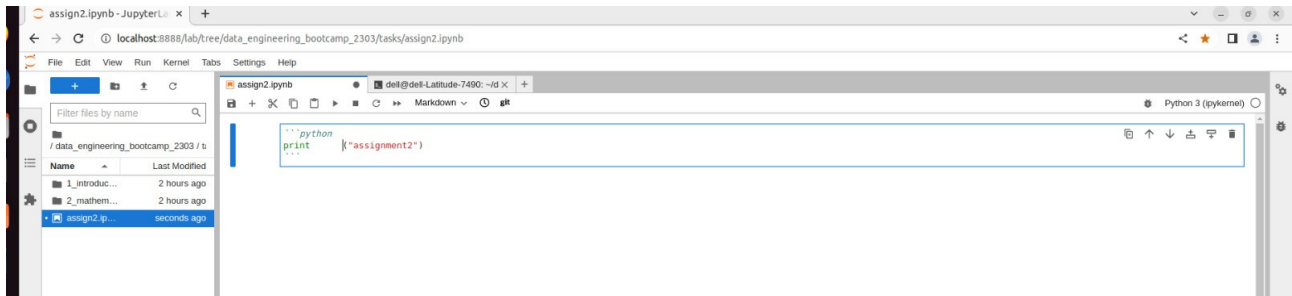 assign2.ipynb - JupyterLa
localhost:8888/lab/tree/data_engineering_bootcamp_2303/tasks/assign2.ipynb
File Edit View Run Kernel Tabs Settings Help
assign2.ipynb
dell@dell-Latitude-7490: ~/d
Markdown
git
Python 3 (ipykernel)
Filter files by name
/ data_engineering_bootcamp_2303 / ta
Name Last Modified
1_introduc... 2 hours ago
2_mathem... 2 hours ago
assign2.ip... seconds ago
```python
print ("assignment2")
```